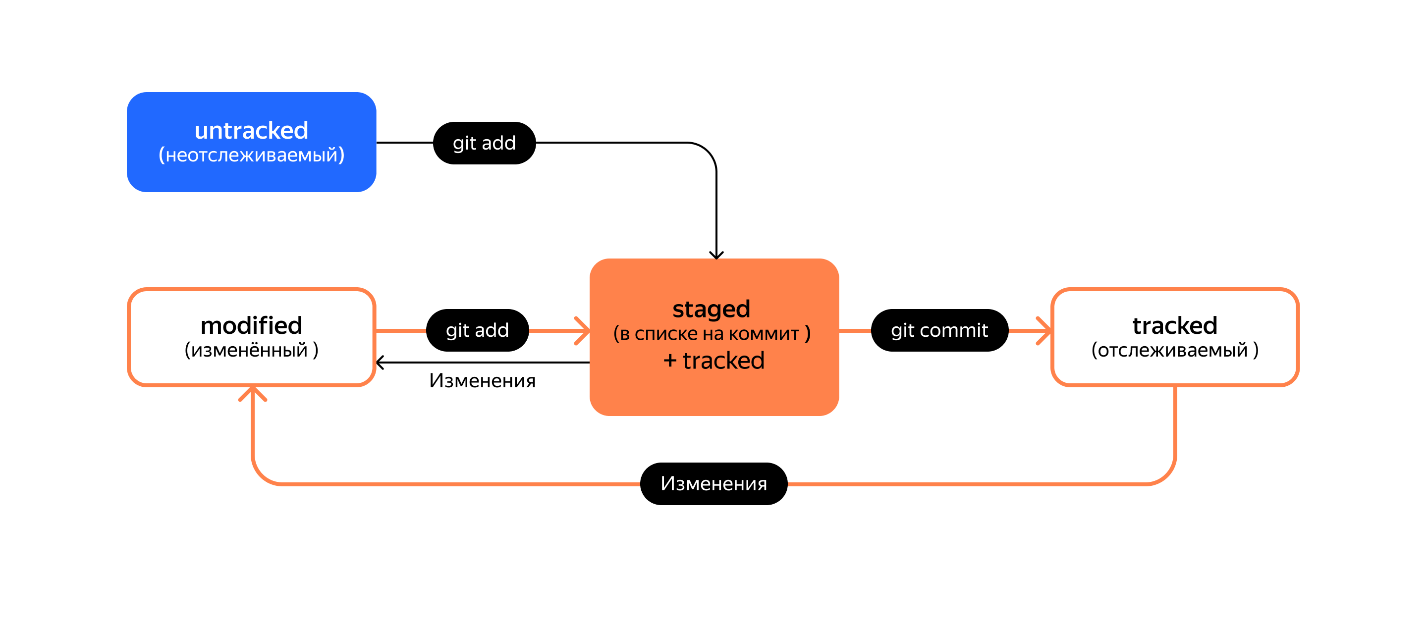 untracked
(неотслеживаемый)
git add
modified
(изменённый )
git add
Изменения
staged
(в списке на коммит )
+ tracked
git commit
tracked
(отслеживаемый )
Изменения